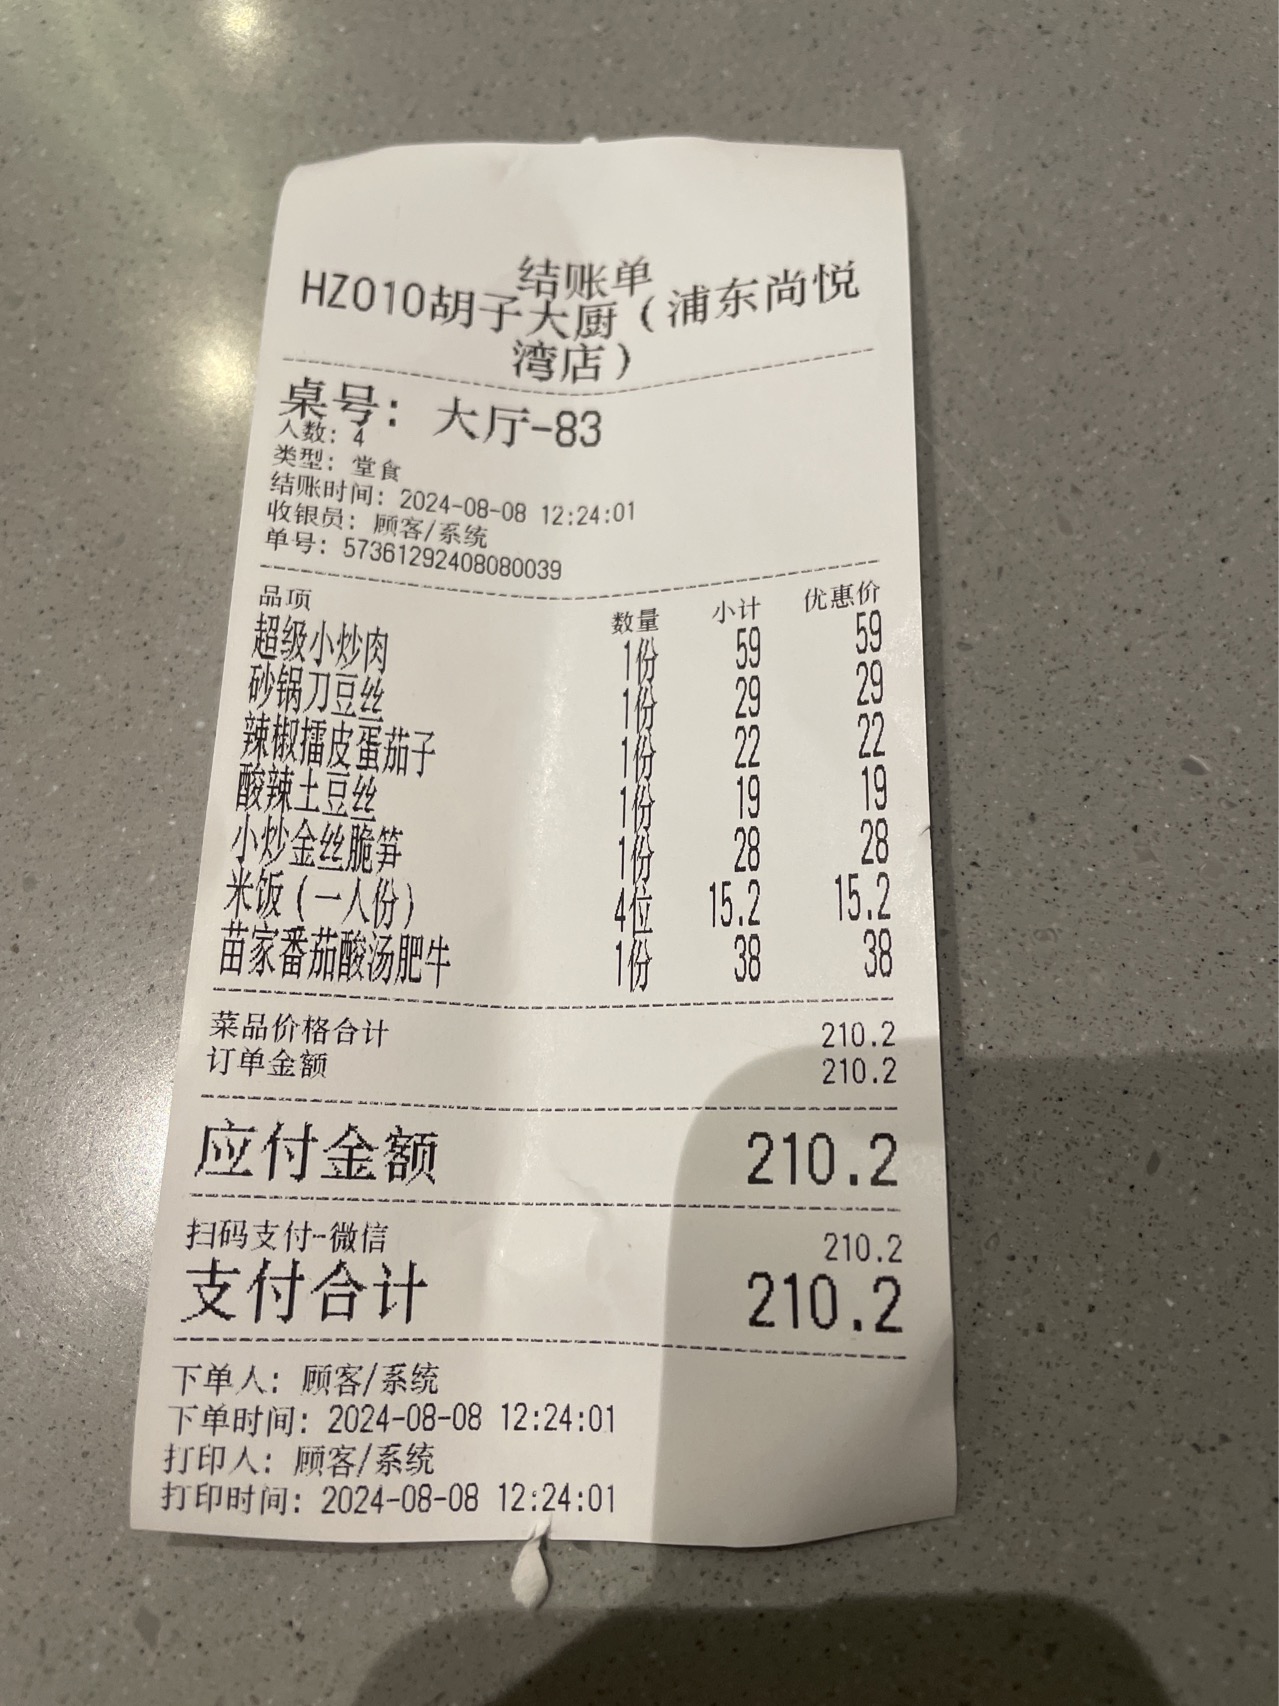 结账单
HZ010胡子大厨（浦东尚悦
湾店）
桌号：大厅-83
人数：4
类型：堂食
结账时间：2024-08-08 12:24:01
收银员：顾客/系统
单号：573612924080800​39
品项 数量 小计 优惠价
超级小炒肉 1份 59 59
砂锅刀豆丝 1份 29 29
辣椒擂皮蛋茄子 1份 22 22
酸辣土豆丝 1份 19 19
小炒金丝脆笋 1份 28 28
米饭（一人份） 4位 15.2 15.2
苗家番茄酸汤肥牛 1份 38 38
菜品价格合计 210.2
订单金额 210.2
应付金额 210.2
扫码支付-微信 210.2
支付合计 210.2
下单人：顾客/系统
下单时间：2024-08-08 12:24:01
打印人：顾客/系统
打印时间：2024-08-08 12:24:01